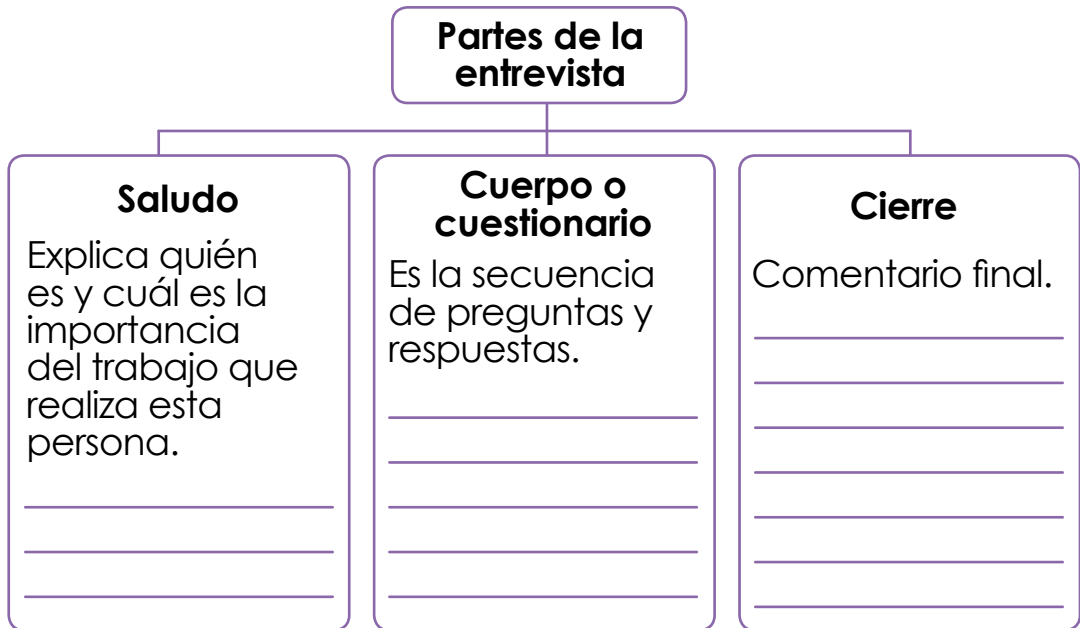 Partes de la
entrevista
Saludo
Explica quién
es y cuál es la
importancia
del trabajo que
realiza esta
persona.
Cuerpo o
cuestionario
Es la secuencia
de preguntas y
respuestas.
Cierre
Comentario final.